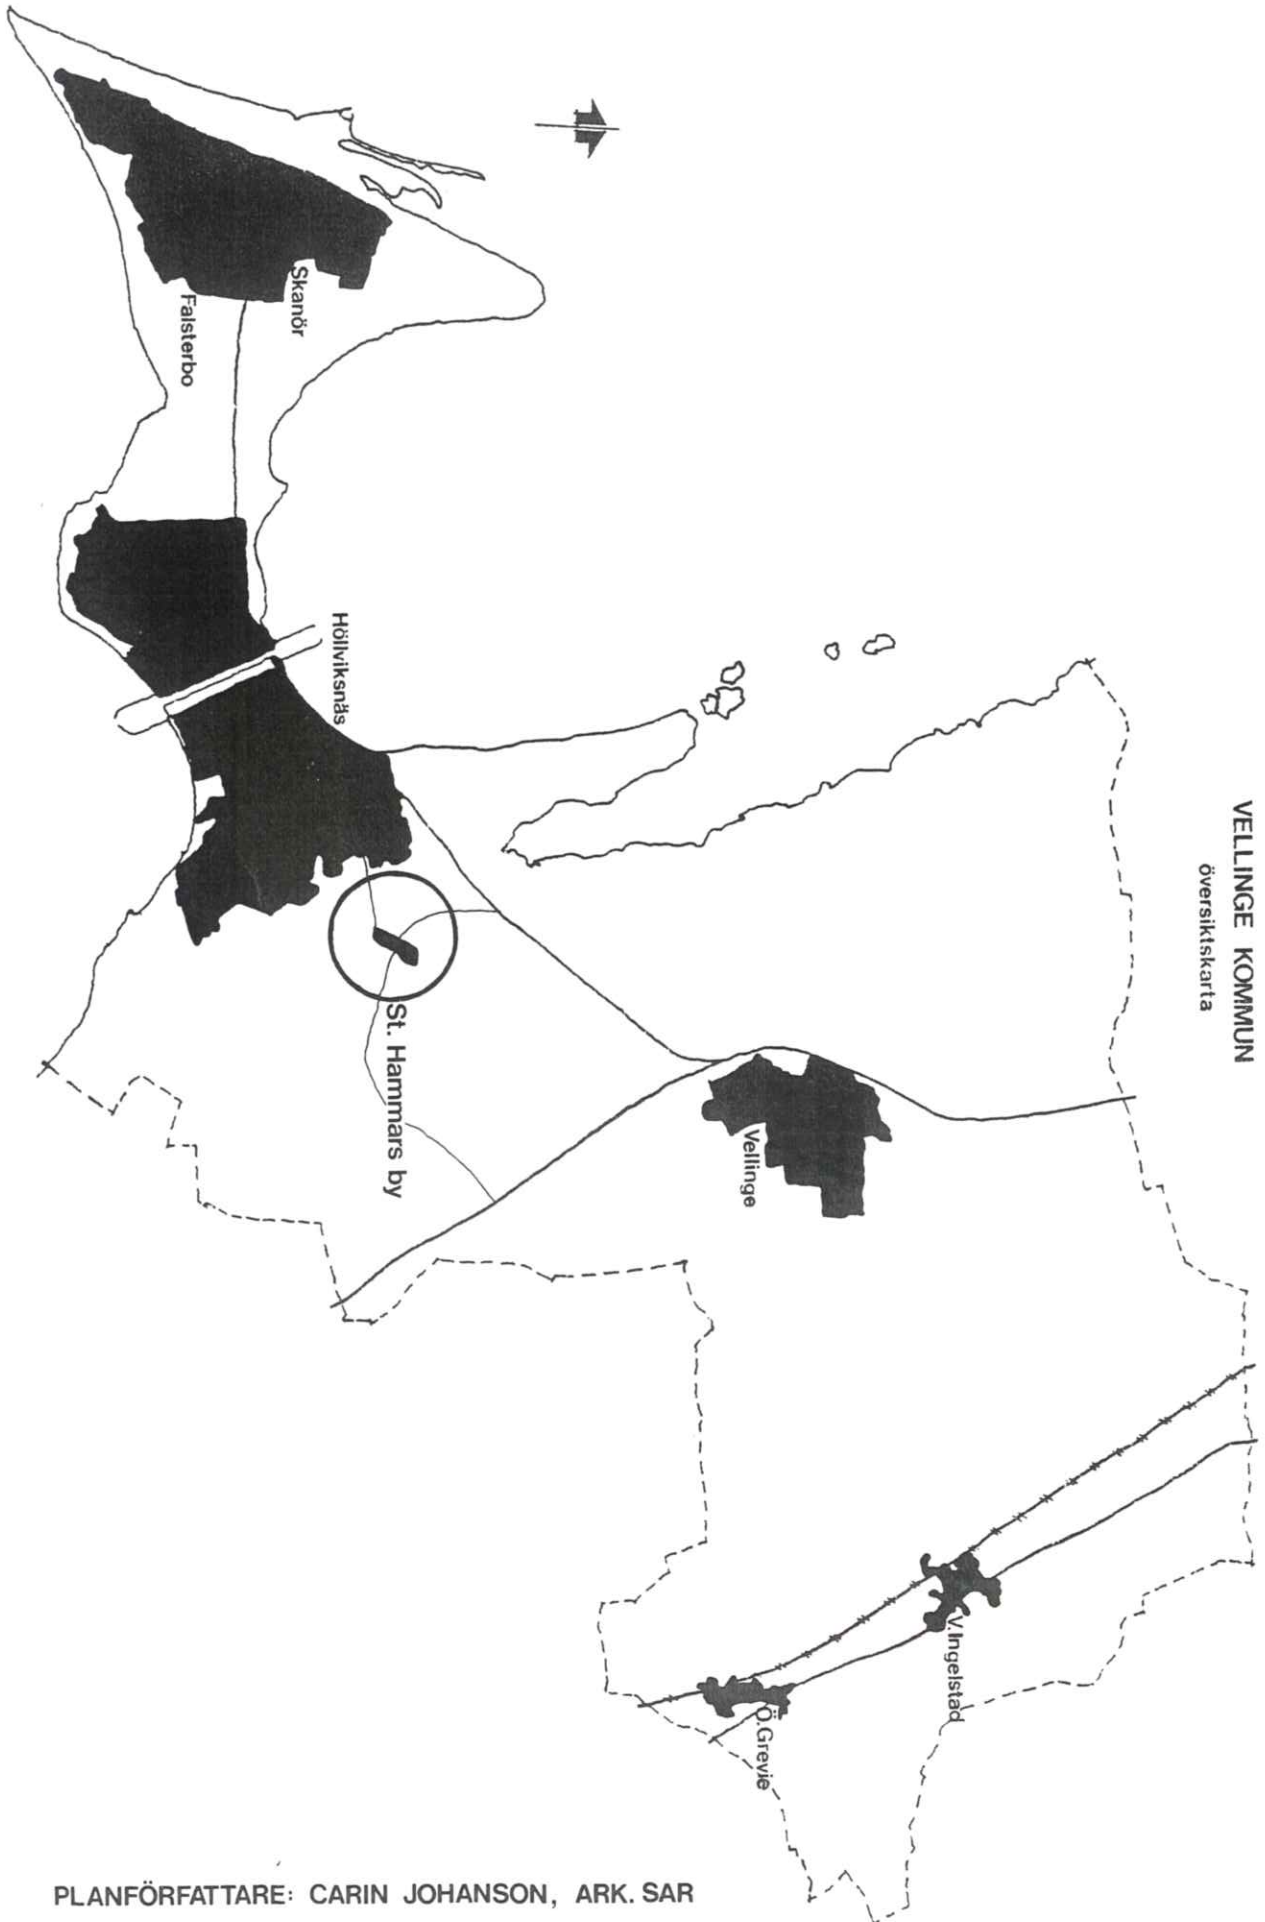 VELLINGE KOMMUN
översiktskarta
Skanör
Falsterbo
Höllviksnäs
St. Hammars by
Vellinge
V. Ingelstad
Ö. Grevie
PLANFÖRFATTARE: CARIN JOHANSON, ARK. SAR